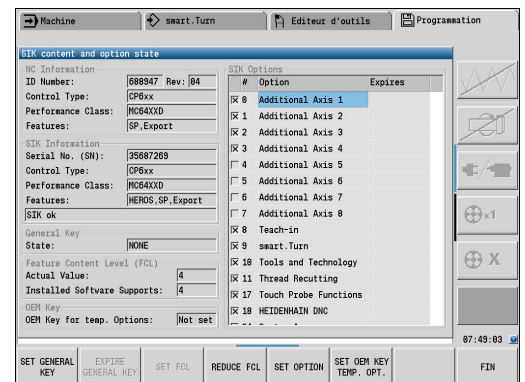 Machine
smart.Turn
Editeur d'outils
Programmation
SIK content and option state
NC Information
ID Number: 688947 Rev: 04
Control Type: CP6xx
Performance Class: MC64XXD
Features: SP,Export
SIK Information
Serial No. (SN): 35687269
Control Type: CP6xx
Performance Class: MC64XXD
Features: HEROS,SP,Export
SIK ok
General Key
State: NONE
Feature Content Level (FCL)
Actual Value: 4
Installed Software Supports: 4
OEM Key
OEM Key for temp. Options: Not set
SIK Options
# Option Expires
0 Additional Axis 1
1 Additional Axis 2
2 Additional Axis 3
3 Additional Axis 4
4 Additional Axis 5
5 Additional Axis 6
6 Additional Axis 7
7 Additional Axis 8
8 Teach-in
9 smart.Turn
10 Tools and Technology
11 Thread Recutting
17 Touch Probe Functions
18 HEIDENHAIN DNC
x1
X
07:49:03
SET GENERAL KEY
EXPIRE GENERAL KEY
SET FCL
REDUCE FCL
SET OPTION
SET OEM KEY TEMP. OPT.
FIN